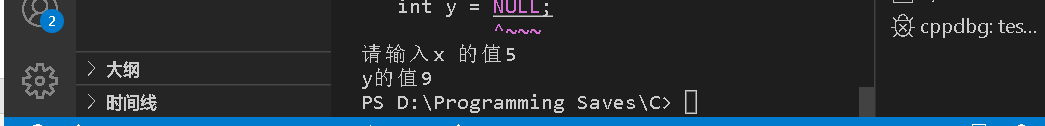 int y = NULL;
^~~~
请输入x 的值5
y的值9
PS D:\Programming Saves\C>
2
大纲
时间线
cppdbg: tes...